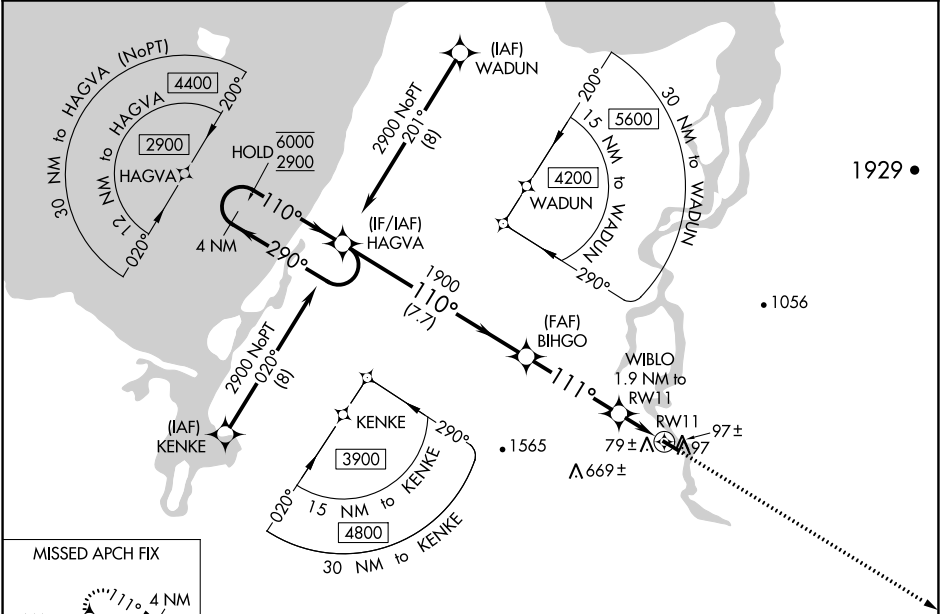 30 NM to HAGVA (NoPT)
4400
200°
12 NM to HAGVA
2900
HAGVA
020°
HOLD 6000
2900
110°
4 NM
290°
(IAF)
WADUN
2900 NoPT
201°
(8)
(IF/IAF)
HAGVA
200°
5600
15 NM to WADUN
30 NM to WADUN
4200
WADUN
290°
1929
1056
1900
110°
(7.7)
(FAF)
BIHGO
111°
WIBLO
1.9 NM to
RW11
RW11
97±
79±
97
1565
669±
2900 NoPT
020°
(8)
(IAF)
KENKE
KENKE
290°
3900
020°
15 NM to KENKE
4800
30 NM to KENKE
MISSED APCH FIX
111°
4 NM